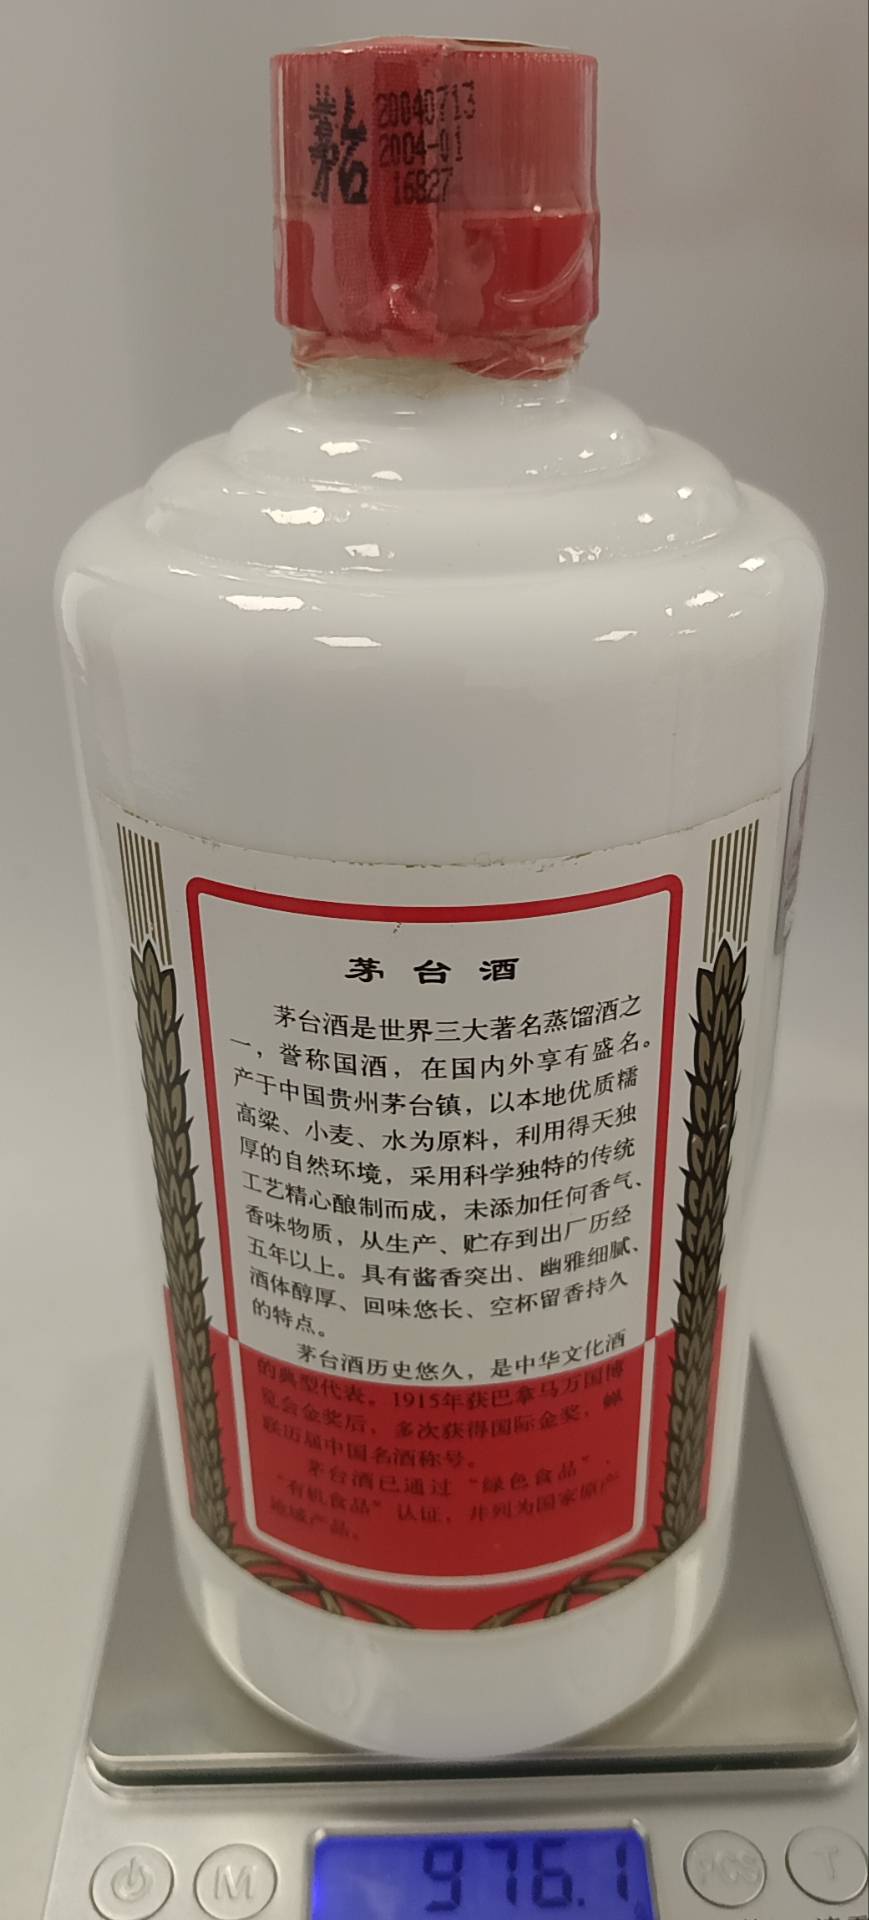 茅台
20040713
2004-01
16827
茅台酒
茅台酒是世界三大著名蒸馏酒之
一，誉称国酒，在国内外享有盛名。
产于中国贵州茅台镇，以本地优质糯
高粱、小麦、水为原料，利用得天独
厚的自然环境，采用科学独特的传统
工艺精心酿制而成，未添加任何香气、
香味物质，从生产、贮存到出厂历经
五年以上。具有酱香突出、幽雅细腻、
酒体醇厚、回味悠长、空杯留香持久
的特点。
茅台酒历史悠久，是中华文化酒
的典型代表。1915年获巴拿马万国博
览会金奖后，多次获得国际金奖，蝉
联历届中国名酒称号。
茅台酒已通过“绿色食品”、
“有机食品”认证，并列为国家原产
地域产品。
976.1
M
PCS
T